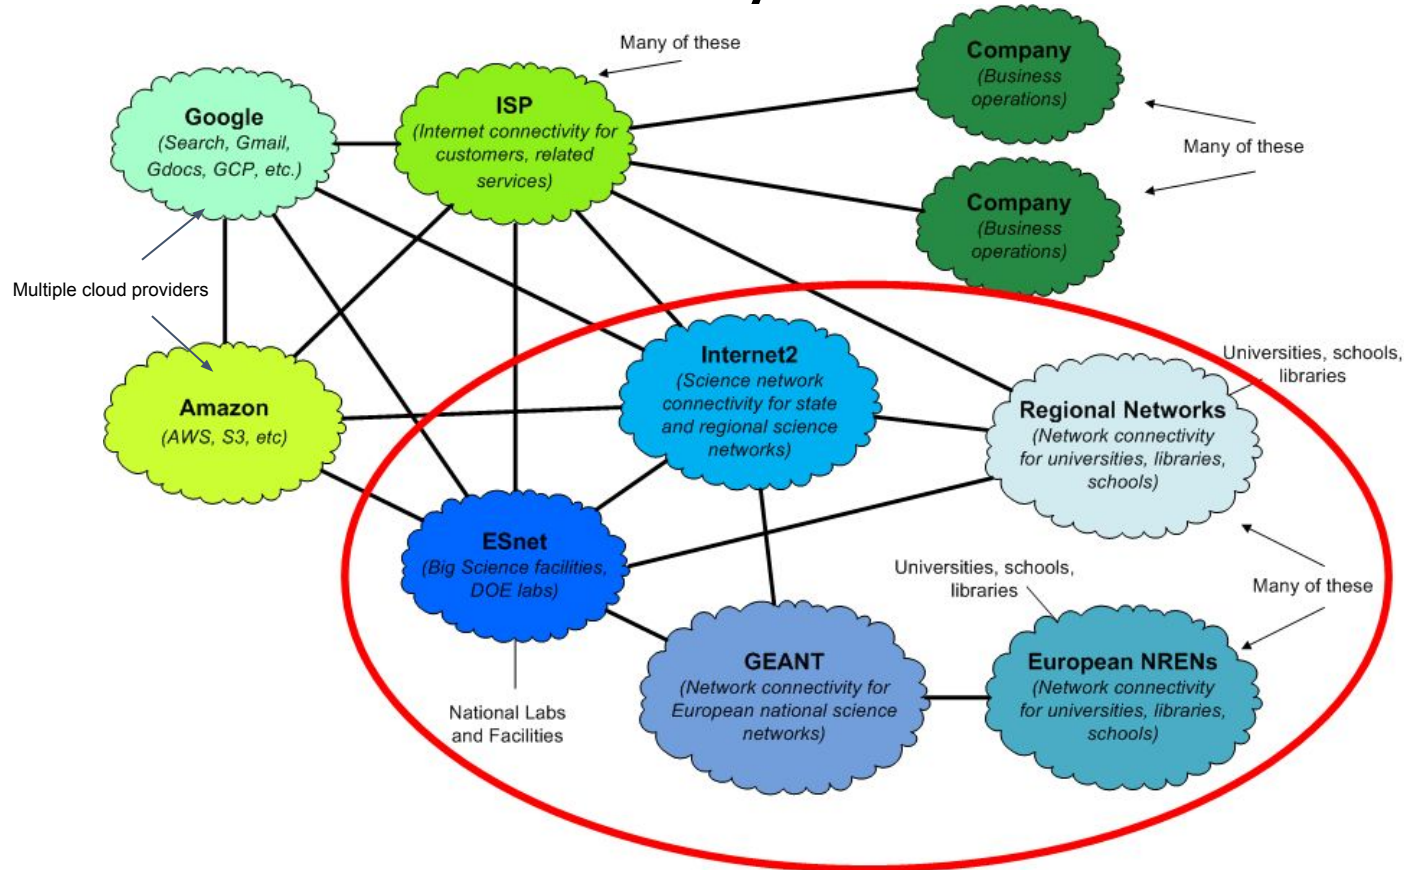 Many of these
Company
(Business
operations)
Google
(Search, Gmail,
Gdocs, GCP, etc.)
ISP
(Internet connectivity for
customers, related
services)
Many of these
Company
(Business
operations)
Multiple cloud providers
Internet2
(Science network
connectivity for state
and regional science
networks)
Universities, schools,
libraries
Amazon
(AWS, S3, etc)
Regional Networks
(Network connectivity
for universities, libraries,
schools)
ESnet
(Big Science facilities,
DOE labs)
Universities, schools,
libraries
Many of these
GEANT
(Network connectivity for
European national science
networks)
European NRENs
(Network connectivity
for universities, libraries,
schools)
National Labs
and Facilities